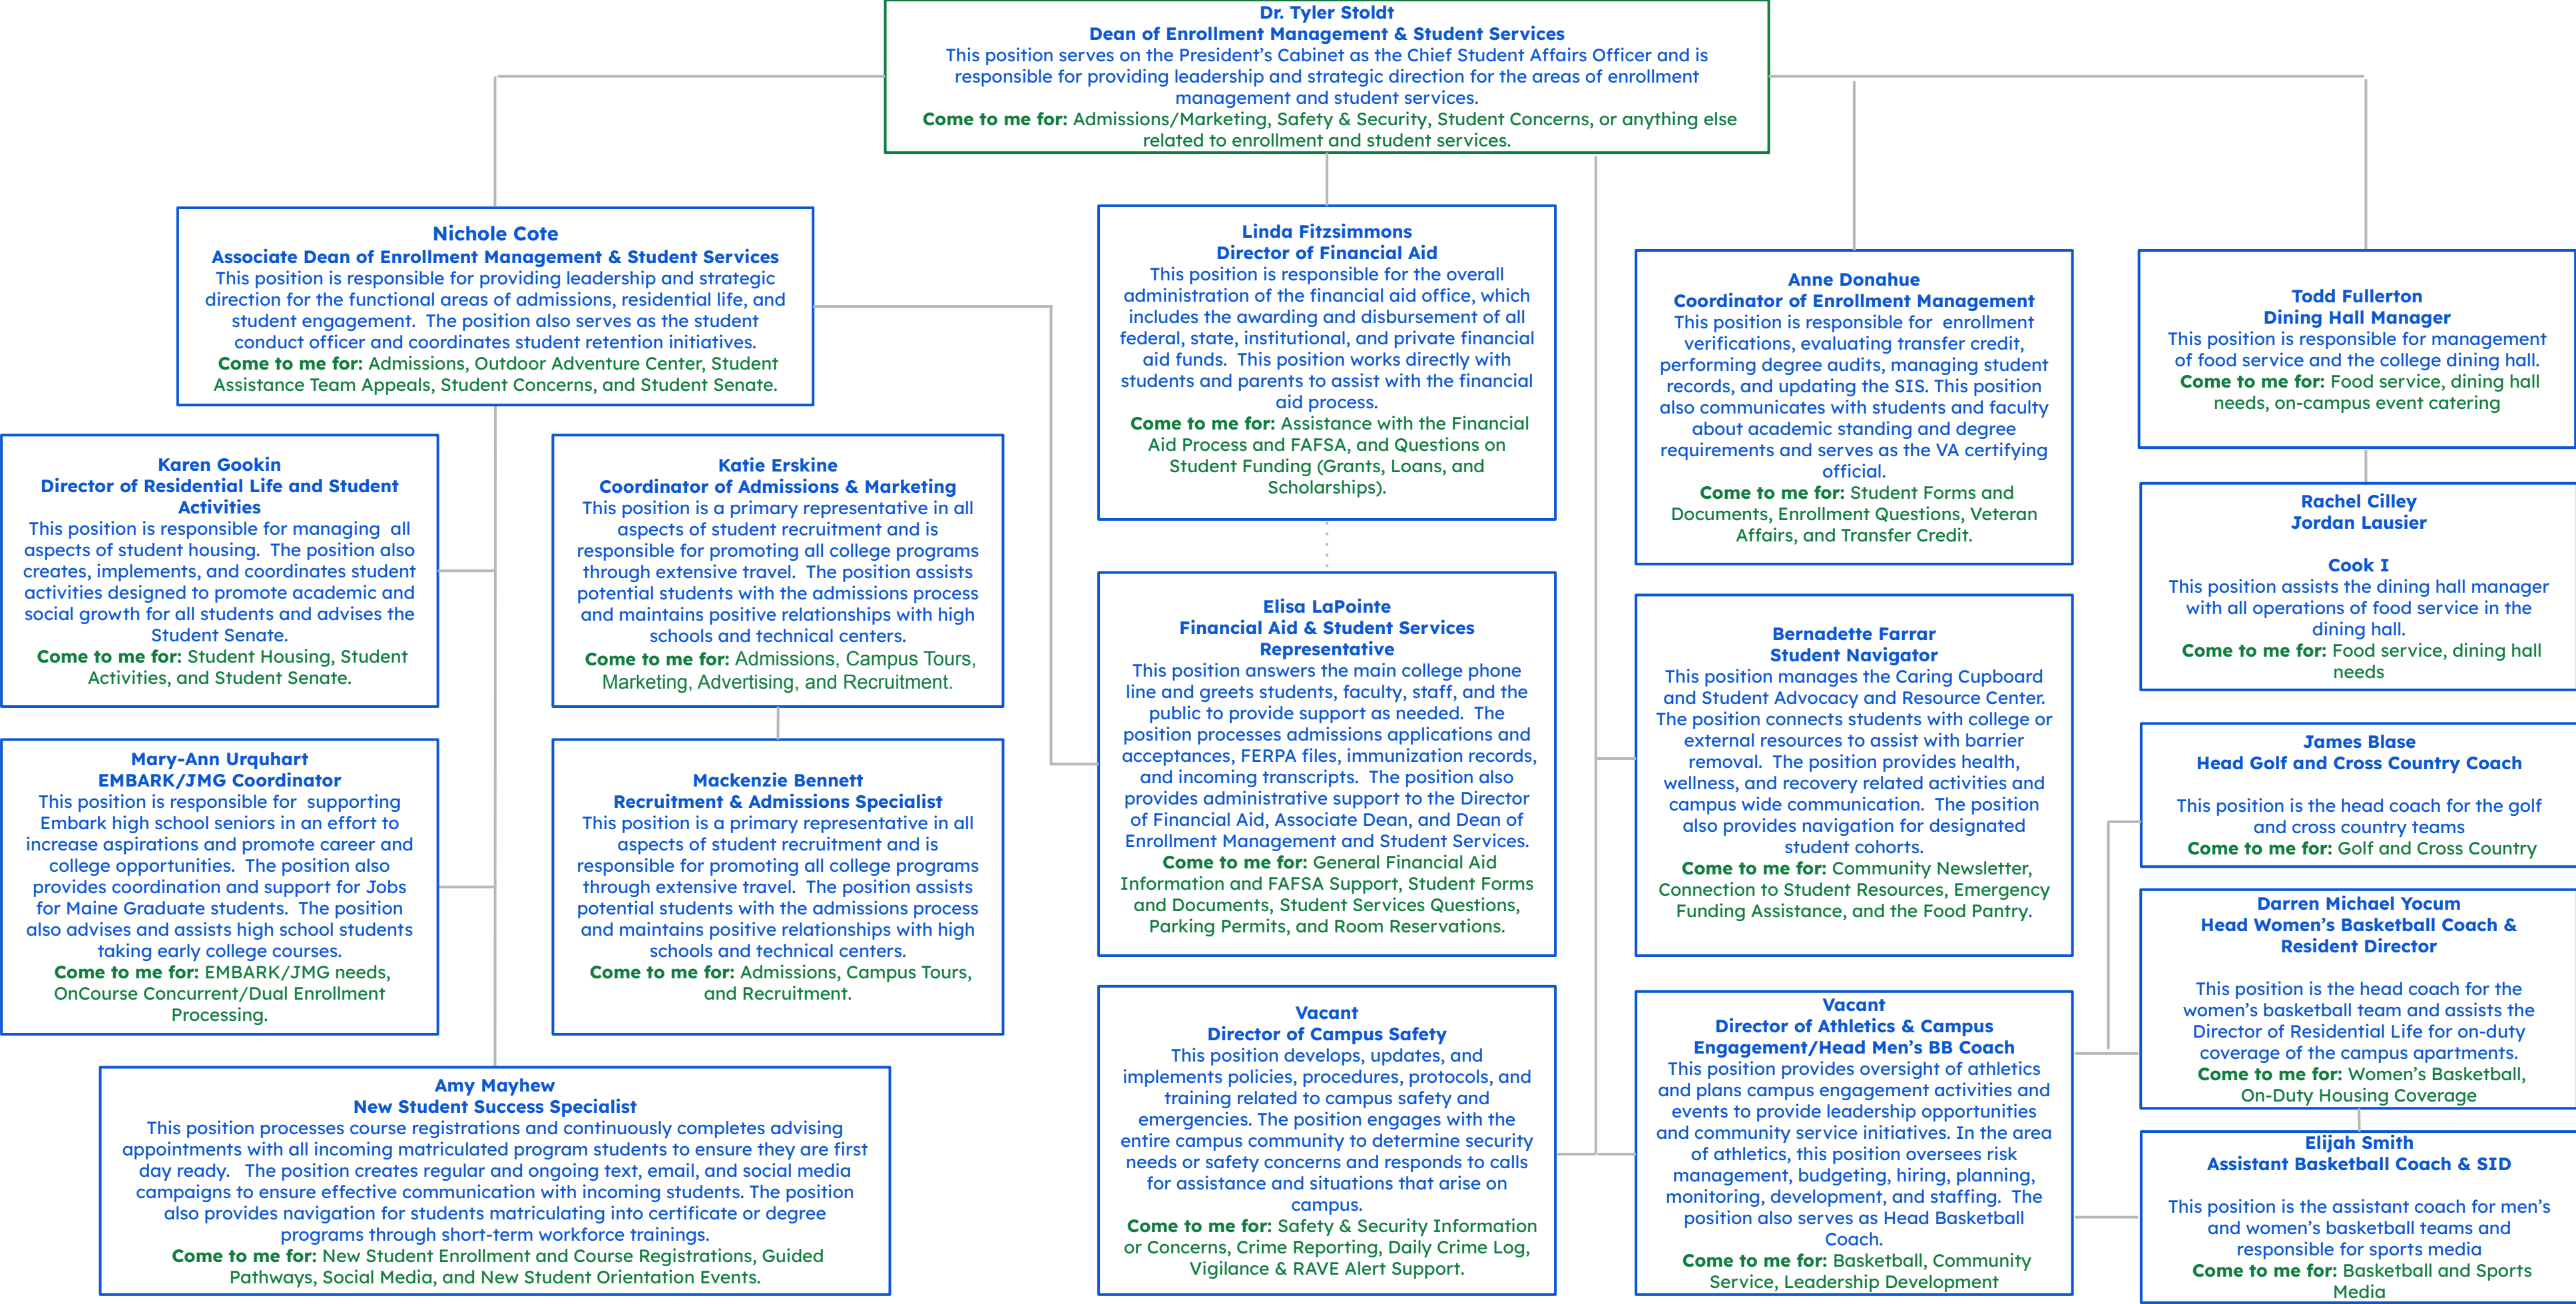 Dr. Tyler Stoldt
Dean of Enrollment Management & Student Services
This position serves on the President’s Cabinet as the Chief Student Affairs Officer and is
responsible for providing leadership and strategic direction for the areas of enrollment
management and student services.
Come to me for: Admissions/Marketing, Safety & Security, Student Concerns, or anything else
related to enrollment and student services.
Nichole Cote
Associate Dean of Enrollment Management & Student Services
This position is responsible for providing leadership and strategic
direction for the functional areas of admissions, residential life, and
student engagement.  The position also serves as the student
conduct officer and coordinates student retention initiatives.
Come to me for: Admissions, Outdoor Adventure Center, Student
Assistance Team Appeals, Student Concerns, and Student Senate.
Karen Gookin
Director of Residential Life and Student
Activities
This position is responsible for managing  all
aspects of student housing.  The position also
creates, implements, and coordinates student
activities designed to promote academic and
social growth for all students and advises the
Student Senate.
Come to me for: Student Housing, Student
Activities, and Student Senate.
Mary-Ann Urquhart
EMBARK/JMG Coordinator
This position is responsible for  supporting
Embark high school seniors in an effort to
increase aspirations and promote career and
college opportunities.  The position also
provides coordination and support for Jobs
for Maine Graduate students.  The position
also advises and assists high school students
taking early college courses.
Come to me for: EMBARK/JMG needs,
OnCourse Concurrent/Dual Enrollment
Processing.
Katie Erskine
Coordinator of Admissions & Marketing
This position is a primary representative in all
aspects of student recruitment and is
responsible for promoting all college programs
through extensive travel.  The position assists
potential students with the admissions process
and maintains positive relationships with high
schools and technical centers.
Come to me for: Admissions, Campus Tours,
Marketing, Advertising, and Recruitment.
Mackenzie Bennett
Recruitment & Admissions Specialist
This position is a primary representative in all
aspects of student recruitment and is
responsible for promoting all college programs
through extensive travel.  The position assists
potential students with the admissions process
and maintains positive relationships with high
schools and technical centers.
Come to me for: Admissions, Campus Tours,
and Recruitment.
Amy Mayhew
New Student Success Specialist
This position processes course registrations and continuously completes advising
appointments with all incoming matriculated program students to ensure they are first
day ready.   The position creates regular and ongoing text, email, and social media
campaigns to ensure effective communication with incoming students. The position
also provides navigation for students matriculating into certificate or degree
programs through short-term workforce trainings.
Come to me for: New Student Enrollment and Course Registrations, Guided
Pathways, Social Media, and New Student Orientation Events.
Linda Fitzsimmons
Director of Financial Aid
This position is responsible for the overall
administration of the financial aid office, which
includes the awarding and disbursement of all
federal, state, institutional, and private financial
aid funds.  This position works directly with
students and parents to assist with the financial
aid process.
Come to me for: Assistance with the Financial
Aid Process and FAFSA, and Questions on
Student Funding (Grants, Loans, and
Scholarships).
Elisa LaPointe
Financial Aid & Student Services
Representative
This position answers the main college phone
line and greets students, faculty, staff, and the
public to provide support as needed.  The
position processes admissions applications and
acceptances, FERPA files, immunization records,
and incoming transcripts.  The position also
provides administrative support to the Director
of Financial Aid, Associate Dean, and Dean of
Enrollment Management and Student Services.
Come to me for: General Financial Aid
Information and FAFSA Support, Student Forms
and Documents, Student Services Questions,
Parking Permits, and Room Reservations.
Vacant
Director of Campus Safety
This position develops, updates, and
implements policies, procedures, protocols, and
training related to campus safety and
emergencies. The position engages with the
entire campus community to determine security
needs or safety concerns and responds to calls
for assistance and situations that arise on
campus.
Come to me for: Safety & Security Information
or Concerns, Crime Reporting, Daily Crime Log,
Vigilance & RAVE Alert Support.
Anne Donahue
Coordinator of Enrollment Management
This position is responsible for  enrollment
verifications, evaluating transfer credit,
performing degree audits, managing student
records, and updating the SIS. This position
also communicates with students and faculty
about academic standing and degree
requirements and serves as the VA certifying
official.
Come to me for: Student Forms and
Documents, Enrollment Questions, Veteran
Affairs, and Transfer Credit.
Bernadette Farrar
Student Navigator
This position manages the Caring Cupboard
and Student Advocacy and Resource Center.
The position connects students with college or
external resources to assist with barrier
removal.  The position provides health,
wellness, and recovery related activities and
campus wide communication.  The position
also provides navigation for designated
student cohorts.
Come to me for: Community Newsletter,
Connection to Student Resources, Emergency
Funding Assistance, and the Food Pantry.
Vacant
Director of Athletics & Campus
Engagement/Head Men’s BB Coach
This position provides oversight of athletics
and plans campus engagement activities and
events to provide leadership opportunities
and community service initiatives. In the area
of athletics, this position oversees risk
management, budgeting, hiring, planning,
monitoring, development, and staffing.  The
position also serves as Head Basketball
Coach.
Come to me for: Basketball, Community
Service, Leadership Development
Todd Fullerton
Dining Hall Manager
This position is responsible for management
of food service and the college dining hall.
Come to me for: Food service, dining hall
needs, on-campus event catering
Rachel Cilley
Jordan Lausier
Cook I
This position assists the dining hall manager
with all operations of food service in the
dining hall.
Come to me for: Food service, dining hall
needs
James Blase
Head Golf and Cross Country Coach
This position is the head coach for the golf
and cross country teams
Come to me for: Golf and Cross Country
Darren Michael Yocum
Head Women’s Basketball Coach &
Resident Director
This position is the head coach for the
women’s basketball team and assists the
Director of Residential Life for on-duty
coverage of the campus apartments.
Come to me for: Women’s Basketball,
On-Duty Housing Coverage
Elijah Smith
Assistant Basketball Coach & SID
This position is the assistant coach for men’s
and women’s basketball teams and
responsible for sports media
Come to me for: Basketball and Sports
Media